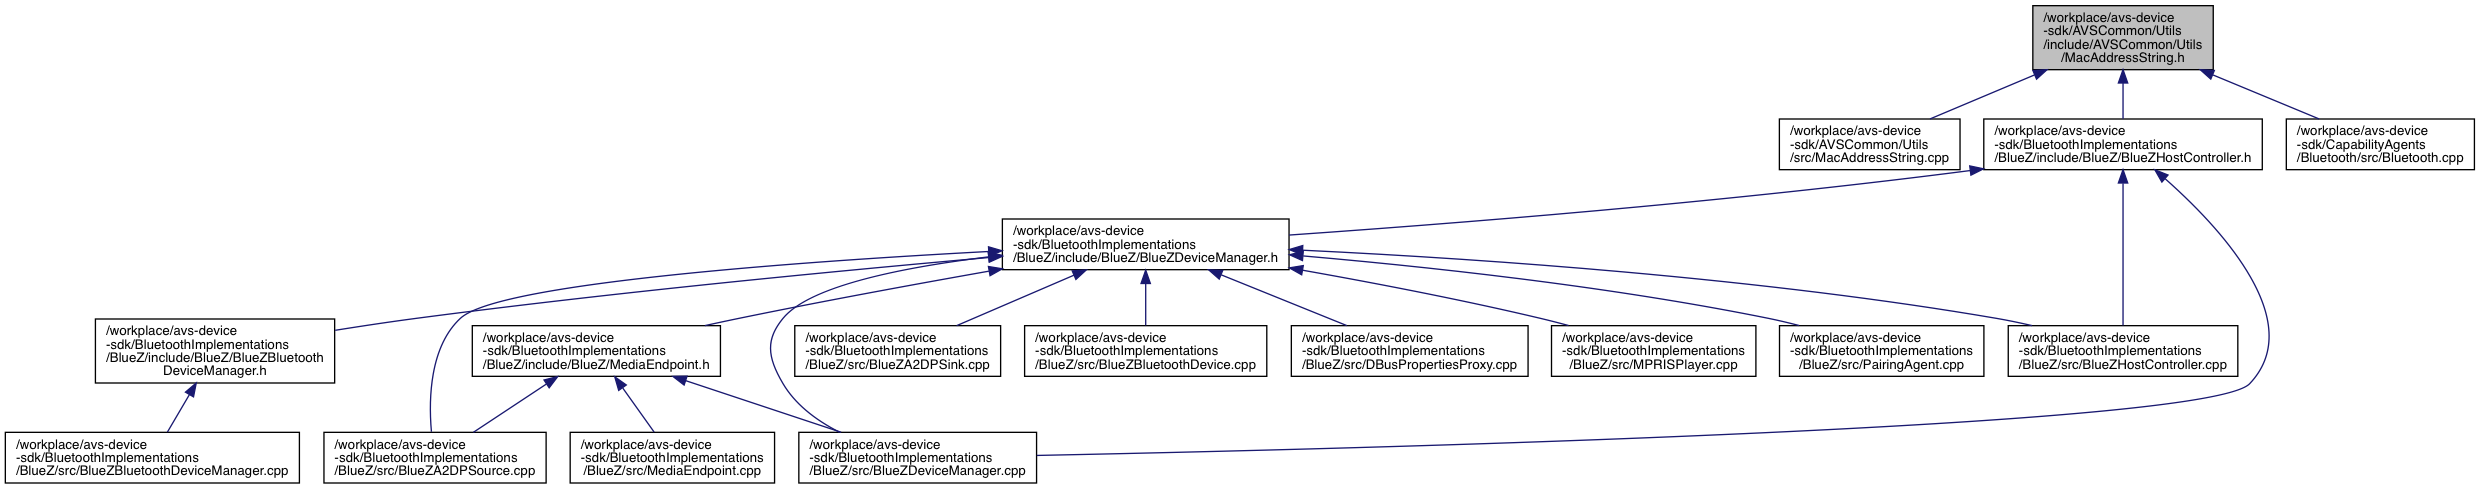 /workplace/avs-device
-sdk/AVSCommon/Utils
/include/AVSCommon/Utils
/MacAddressString.h
/workplace/avs-device
-sdk/AVSCommon/Utils
/src/MacAddressString.cpp
/workplace/avs-device
-sdk/BluetoothImplementations
/BlueZ/include/BlueZ/BlueZHostController.h
/workplace/avs-device
-sdk/CapabilityAgents
/Bluetooth/src/Bluetooth.cpp
/workplace/avs-device
-sdk/BluetoothImplementations
/BlueZ/include/BlueZ/BlueZDeviceManager.h
/workplace/avs-device
-sdk/BluetoothImplementations
/BlueZ/include/BlueZ/BlueZBluetooth
DeviceManager.h
/workplace/avs-device
-sdk/BluetoothImplementations
/BlueZ/include/BlueZ/MediaEndpoint.h
/workplace/avs-device
-sdk/BluetoothImplementations
/BlueZ/src/BlueZA2DPSink.cpp
/workplace/avs-device
-sdk/BluetoothImplementations
/BlueZ/src/BlueZBluetoothDevice.cpp
/workplace/avs-device
-sdk/BluetoothImplementations
/BlueZ/src/DBusPropertiesProxy.cpp
/workplace/avs-device
-sdk/BluetoothImplementations
/BlueZ/src/MPRISPlayer.cpp
/workplace/avs-device
-sdk/BluetoothImplementations
/BlueZ/src/PairingAgent.cpp
/workplace/avs-device
-sdk/BluetoothImplementations
/BlueZ/src/BlueZHostController.cpp
/workplace/avs-device
-sdk/BluetoothImplementations
/BlueZ/src/BlueZBluetoothDeviceManager.cpp
/workplace/avs-device
-sdk/BluetoothImplementations
/BlueZ/src/BlueZA2DPSource.cpp
/workplace/avs-device
-sdk/BluetoothImplementations
/BlueZ/src/MediaEndpoint.cpp
/workplace/avs-device
-sdk/BluetoothImplementations
/BlueZ/src/BlueZDeviceManager.cpp